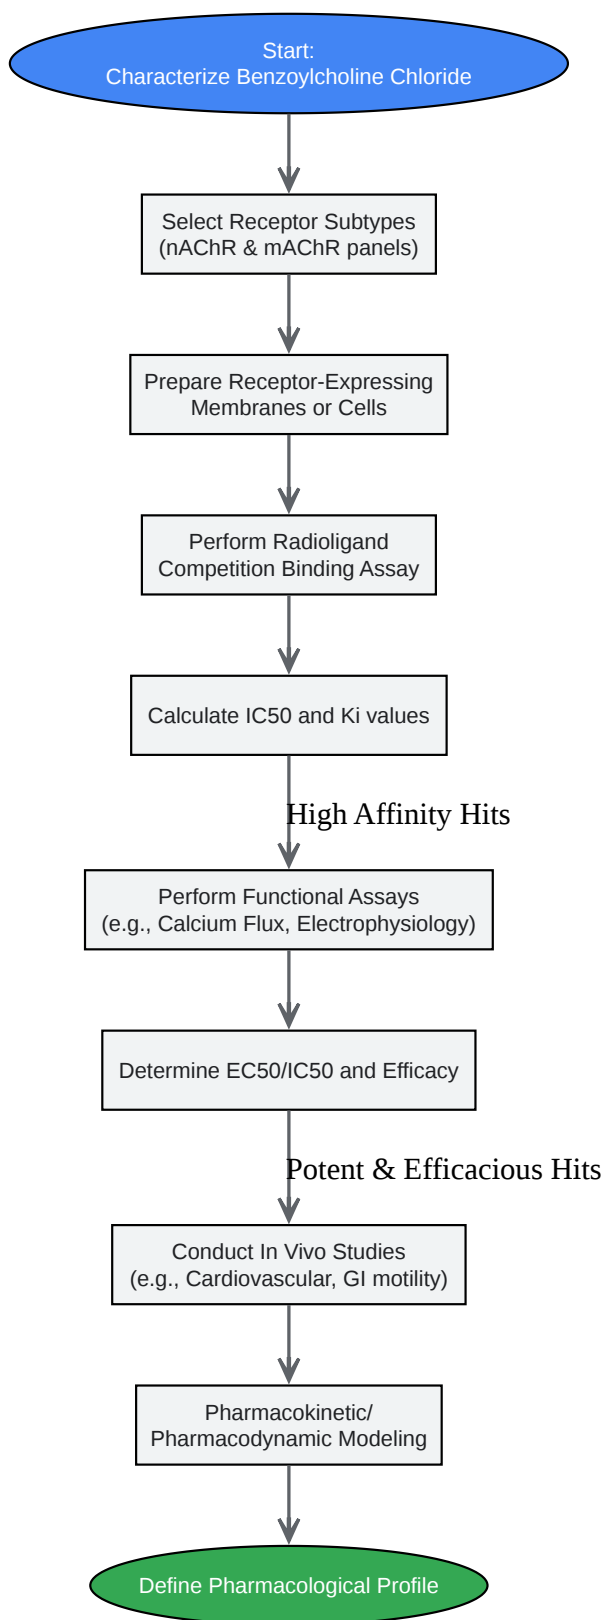 Start:
Characterize Benzoylcholine Chloride
Select Receptor Subtypes
(nAChR & mAChR panels)
Prepare Receptor-Expressing
Membranes or Cells
Perform Radioligand
Competition Binding Assay
Calculate IC50 and Ki values
High Affinity Hits
Perform Functional Assays
(e.g., Calcium Flux, Electrophysiology)
Determine EC50/IC50 and Efficacy
Potent & Efficacious Hits
Conduct In Vivo Studies
(e.g., Cardiovascular, GI motility)
Pharmacokinetic/
Pharmacodynamic Modeling
Define Pharmacological Profile